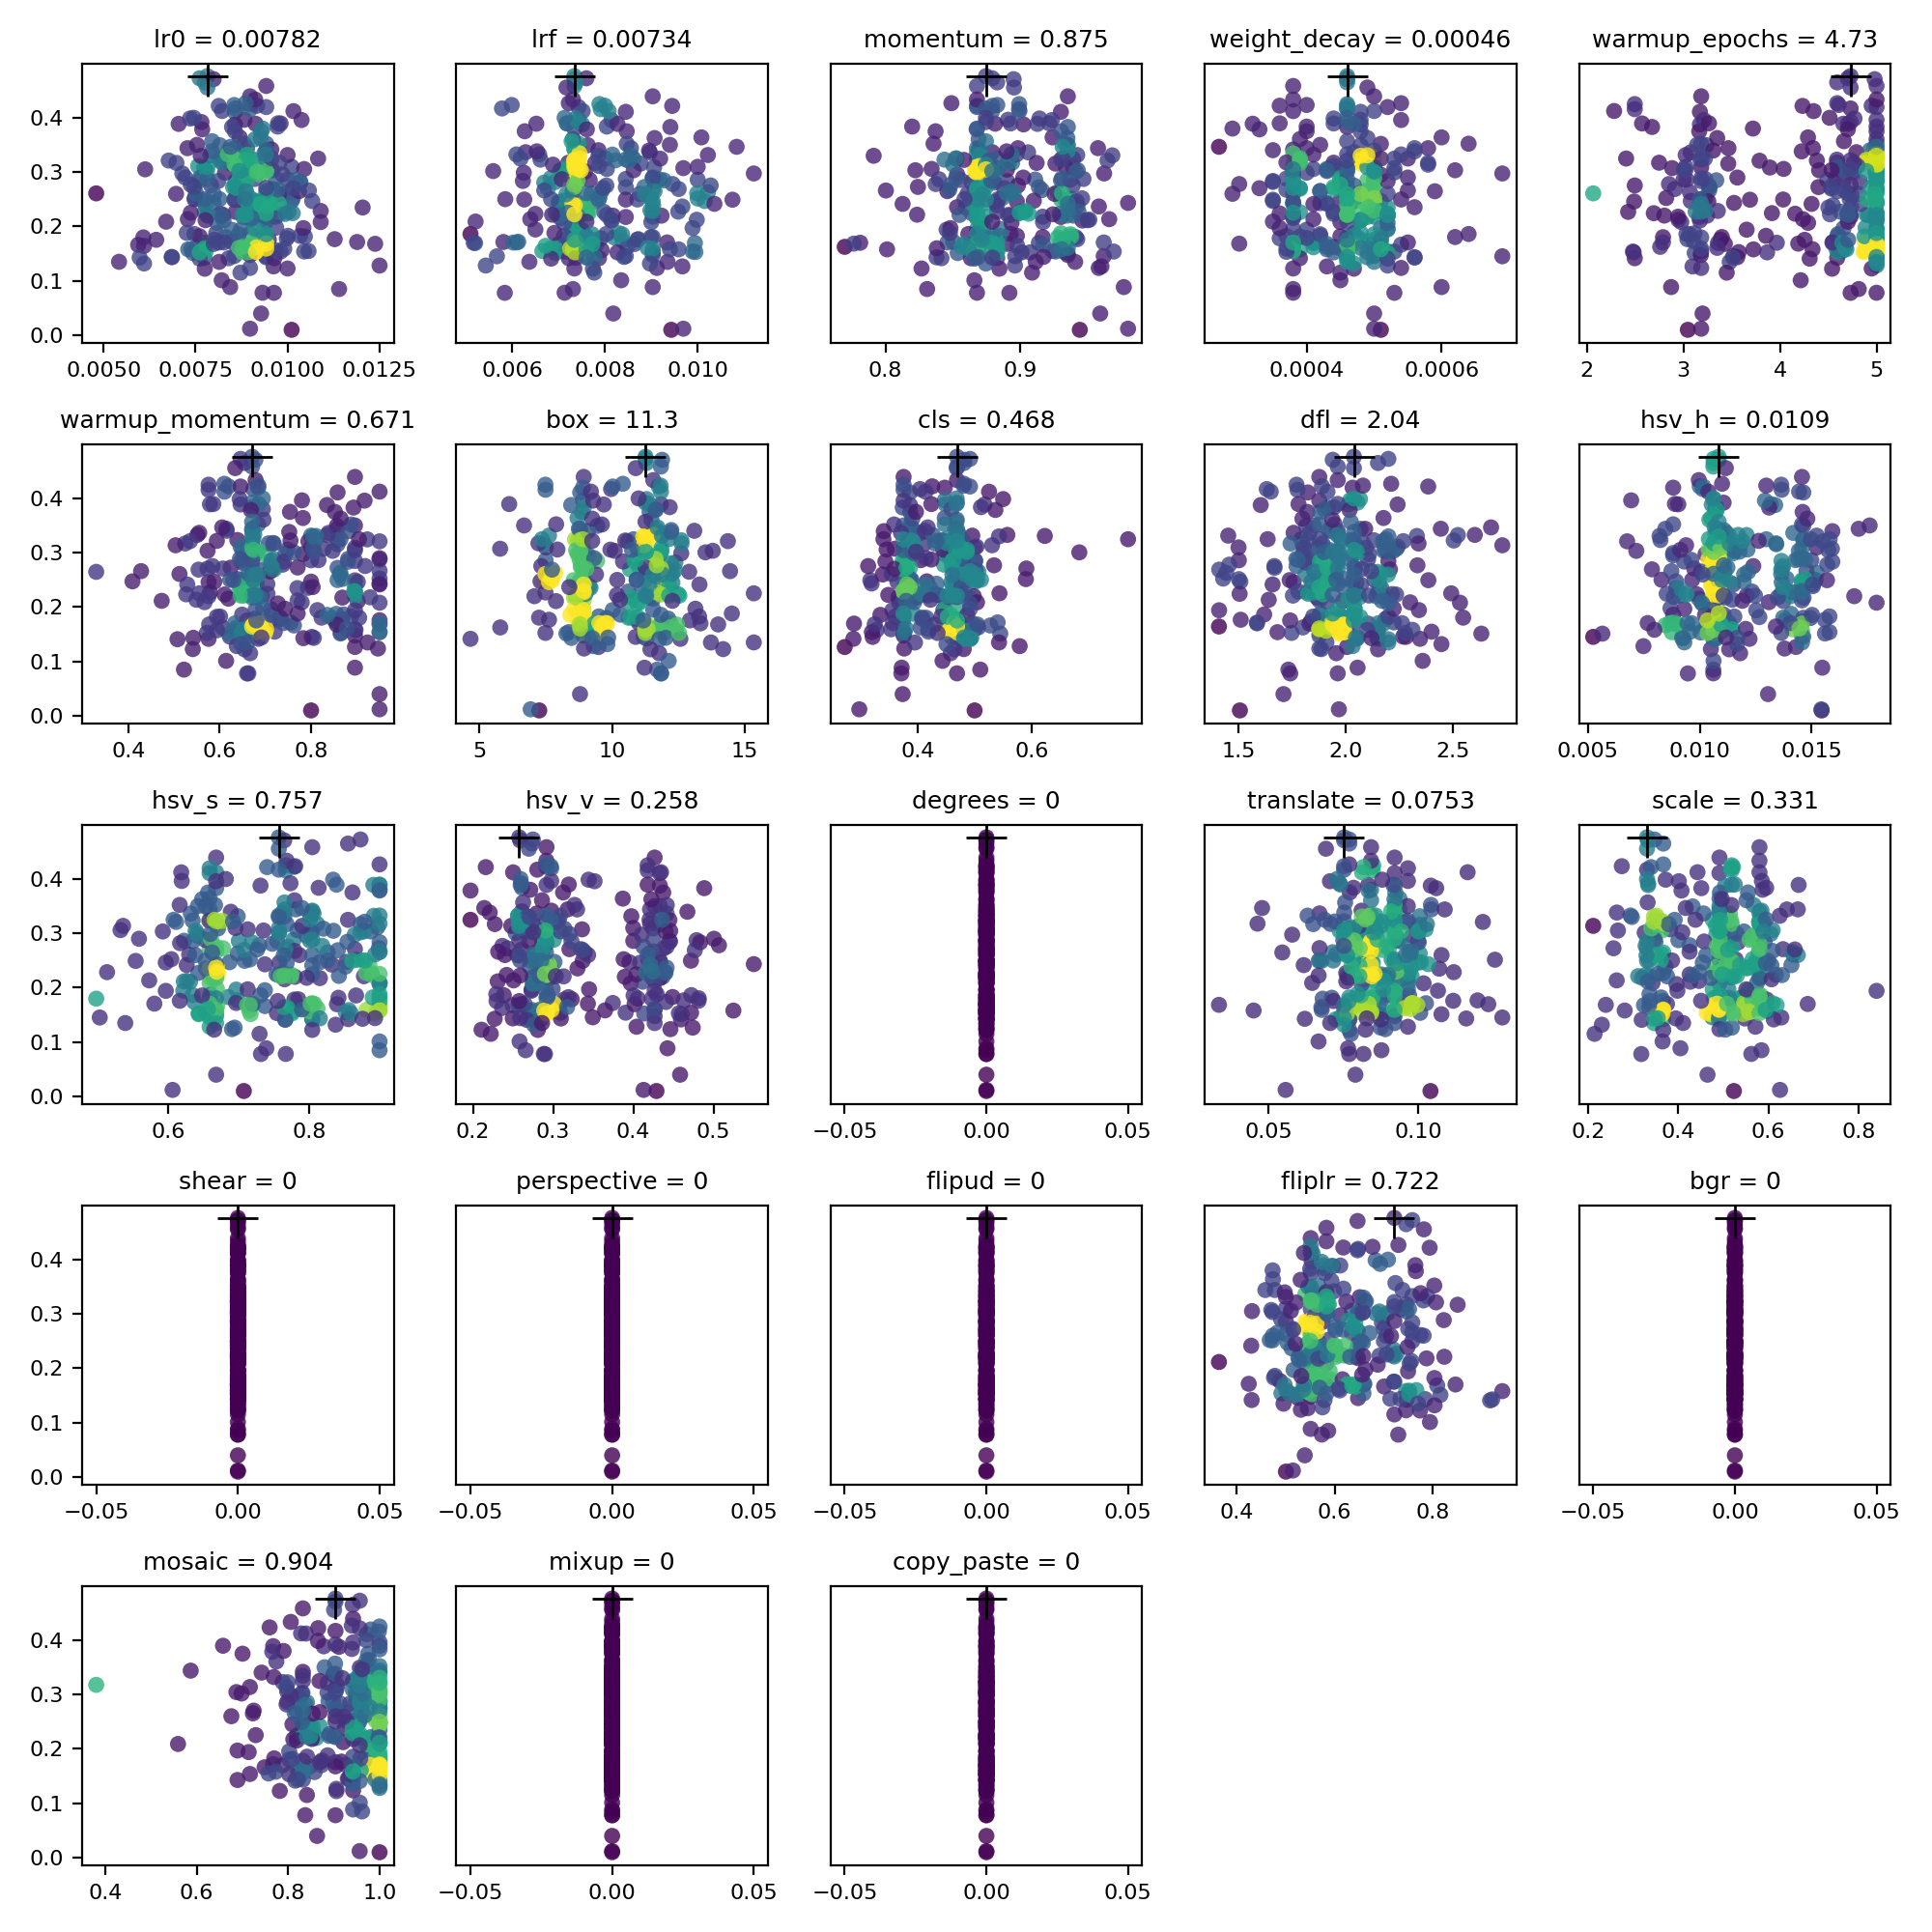 lr0 = 0.00782
lrf = 0.00734
momentum = 0.875
weight_decay = 0.00046
warmup_epochs = 4.73
0.4
0.3
0.2
0.1
0.0
0.0050 0.0075 0.0100 0.0125
0.006 0.008 0.010
0.8 0.9
0.0004 0.0006
2 3 4 5
warmup_momentum = 0.671
box = 11.3
cls = 0.468
dfl = 2.04
hsv_h = 0.0109
0.4
0.3
0.2
0.1
0.0
0.4 0.6 0.8
5 10 15
0.4 0.6
1.5 2.0 2.5
0.005 0.010 0.015
hsv_s = 0.757
hsv_v = 0.258
degrees = 0
translate = 0.0753
scale = 0.331
0.4
0.3
0.2
0.1
0.0
0.6 0.8
0.2 0.3 0.4 0.5
−0.05 0.00 0.05
0.05 0.10
0.2 0.4 0.6 0.8
shear = 0
perspective = 0
flipud = 0
fliplr = 0.722
bgr = 0
0.4
0.3
0.2
0.1
0.0
−0.05 0.00 0.05
−0.05 0.00 0.05
−0.05 0.00 0.05
0.4 0.6 0.8
−0.05 0.00 0.05
mosaic = 0.904
mixup = 0
copy_paste = 0
0.4
0.3
0.2
0.1
0.0
0.4 0.6 0.8 1.0
−0.05 0.00 0.05
−0.05 0.00 0.05